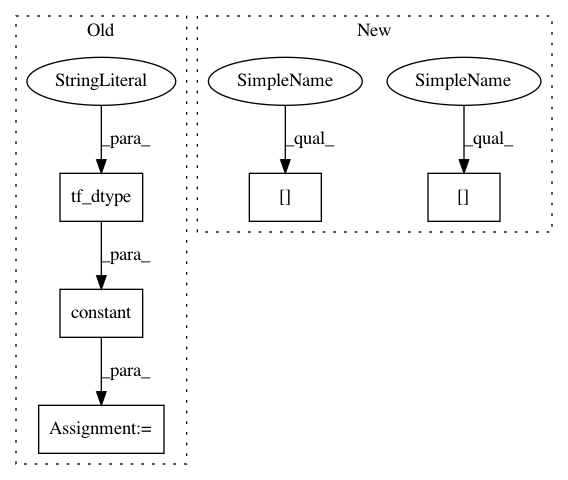 Old
StringLiteral
_para_
tf_dtype
_para_
constant
_para_
Assignment:=
New
SimpleName
SimpleName
_qual_
_qual_
[]
[]